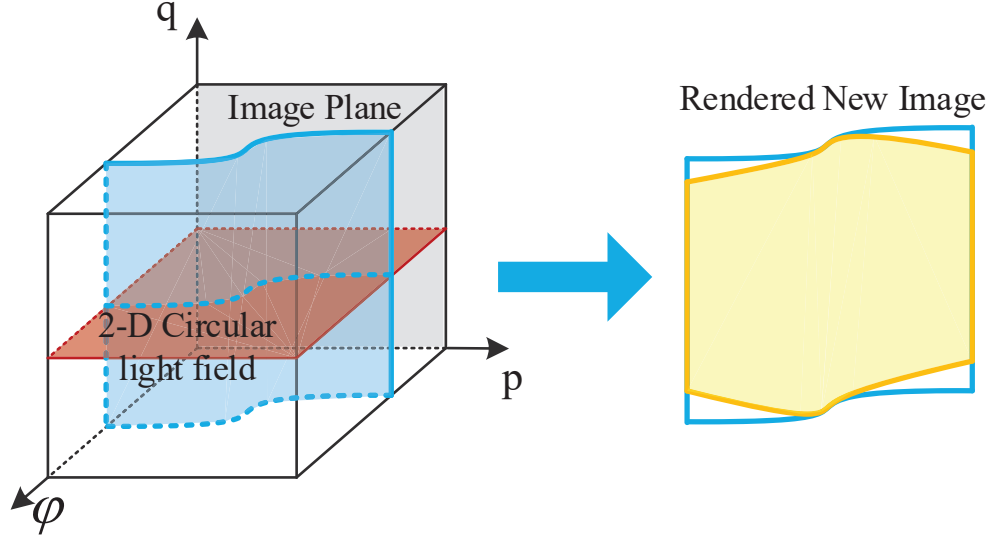 q
Image Plane
Rendered New Image
2-D Circular
light field
p
φ